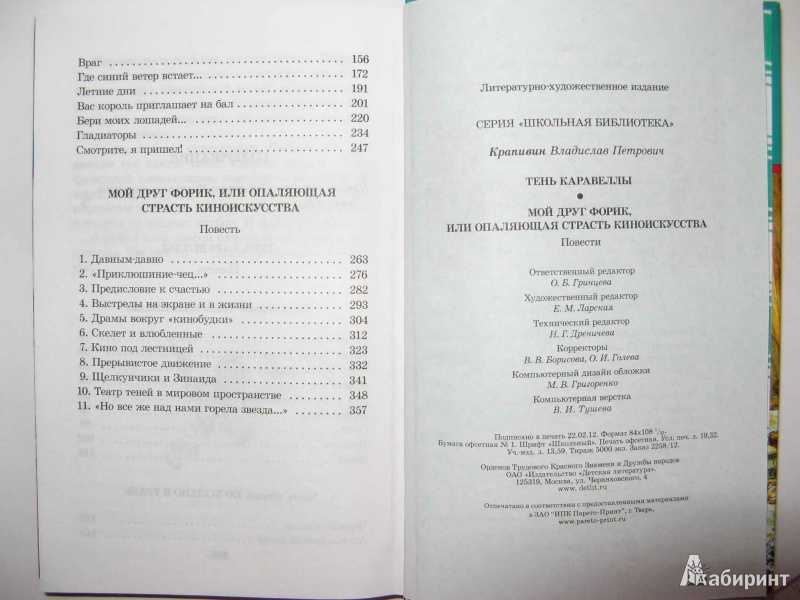 Враг 156
Где синий ветер встает... 172
Летние дни 191
Вас король приглашает на бал 201
Бери моих лошадей... 220
Гладиаторы 234
Смотрите, я пришел! 247
МОЙ ДРУГ ФОРИК, ИЛИ ОПАЛЯЮЩАЯ
СТРАСТЬ КИНОИСКУССТВА
Повесть
1. Давным-давно 263
2. «Приклюшиние-чец...» 276
3. Предисловие к счастью 282
4. Выстрелы на экране и в жизни 293
5. Драмы вокруг «кинобудки» 304
6. Скелет и влюбленные 312
7. Кино под лестницей 323
8. Прерывистое движение 332
9. Щелкунчики и Зинаида 341
10. Театр теней в мировом пространстве 348
11. «Но все же над нами горела звезда...» 357
Литературно-художественное издание
СЕРИЯ «ШКОЛЬНАЯ БИБЛИОТЕКА»
Крапивин Владислав Петрович
ТЕНЬ КАРАВЕЛЛЫ
•
МОЙ ДРУГ ФОРИК,
ИЛИ ОПАЛЯЮЩАЯ СТРАСТЬ КИНОИСКУССТВА
Повести
Ответственный редактор
О. Б. Гринцева
Художественный редактор
Е. М. Ларская
Технический редактор
Н. Г. Дреничева
Корректоры
В. В. Борисова, О. И. Голева
Компьютерный дизайн обложки
М. В. Григоренко
Компьютерная верстка
В. И. Тушева
Подписано в печать 22.02.12. Формат 84х108 1/32.
Бумага офсетная № 1. Шрифт «Школьный». Печать офсетная. Усл. печ. л. 19,32.
Уч.-изд. л. 13,59. Тираж 5000 экз. Заказ 2258/12.
Орденов Трудового Красного Знамени и Дружбы народов
ОАО «Издательство «Детская литература».
125319, Москва, ул. Черняховского, 4
www.detlit.ru
Отпечатано в соответствии с предоставленными материалами
в ЗАО "ИПК Парето-Принт", г. Тверь,
www.pareto-print.ru
Лабиринт